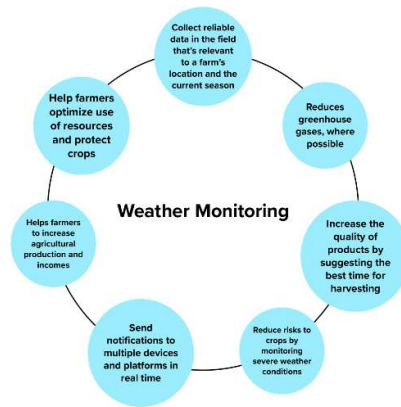 Collect reliable
data in the field
that's relevant
to a farm's
location and the
current season
Reduces
greenhouse
gases, where
possible
Increase the
quality of
products by
suggesting the
best time for
harvesting
Reduce risks to
crops by
monitoring
severe weather
conditions
Send
notifications to
multiple devices
and platforms in
real time
Helps farmers
to increase
agricultural
production and
incomes
Help farmers
optimize use
of resources
and protect
crops
Weather Monitoring